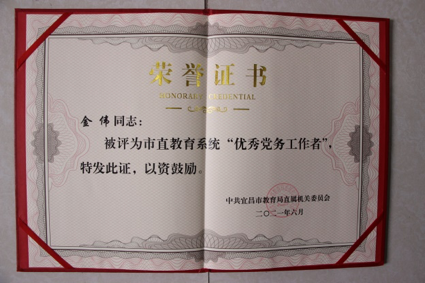 荣誉证书
HONORAL CREDENTIAL
金 伟同志：
被评为市直教育系统“优秀党务工作者”，
特发此证，以资鼓励。
中共宜昌市教育局直属机关委员会
二〇二一年六月